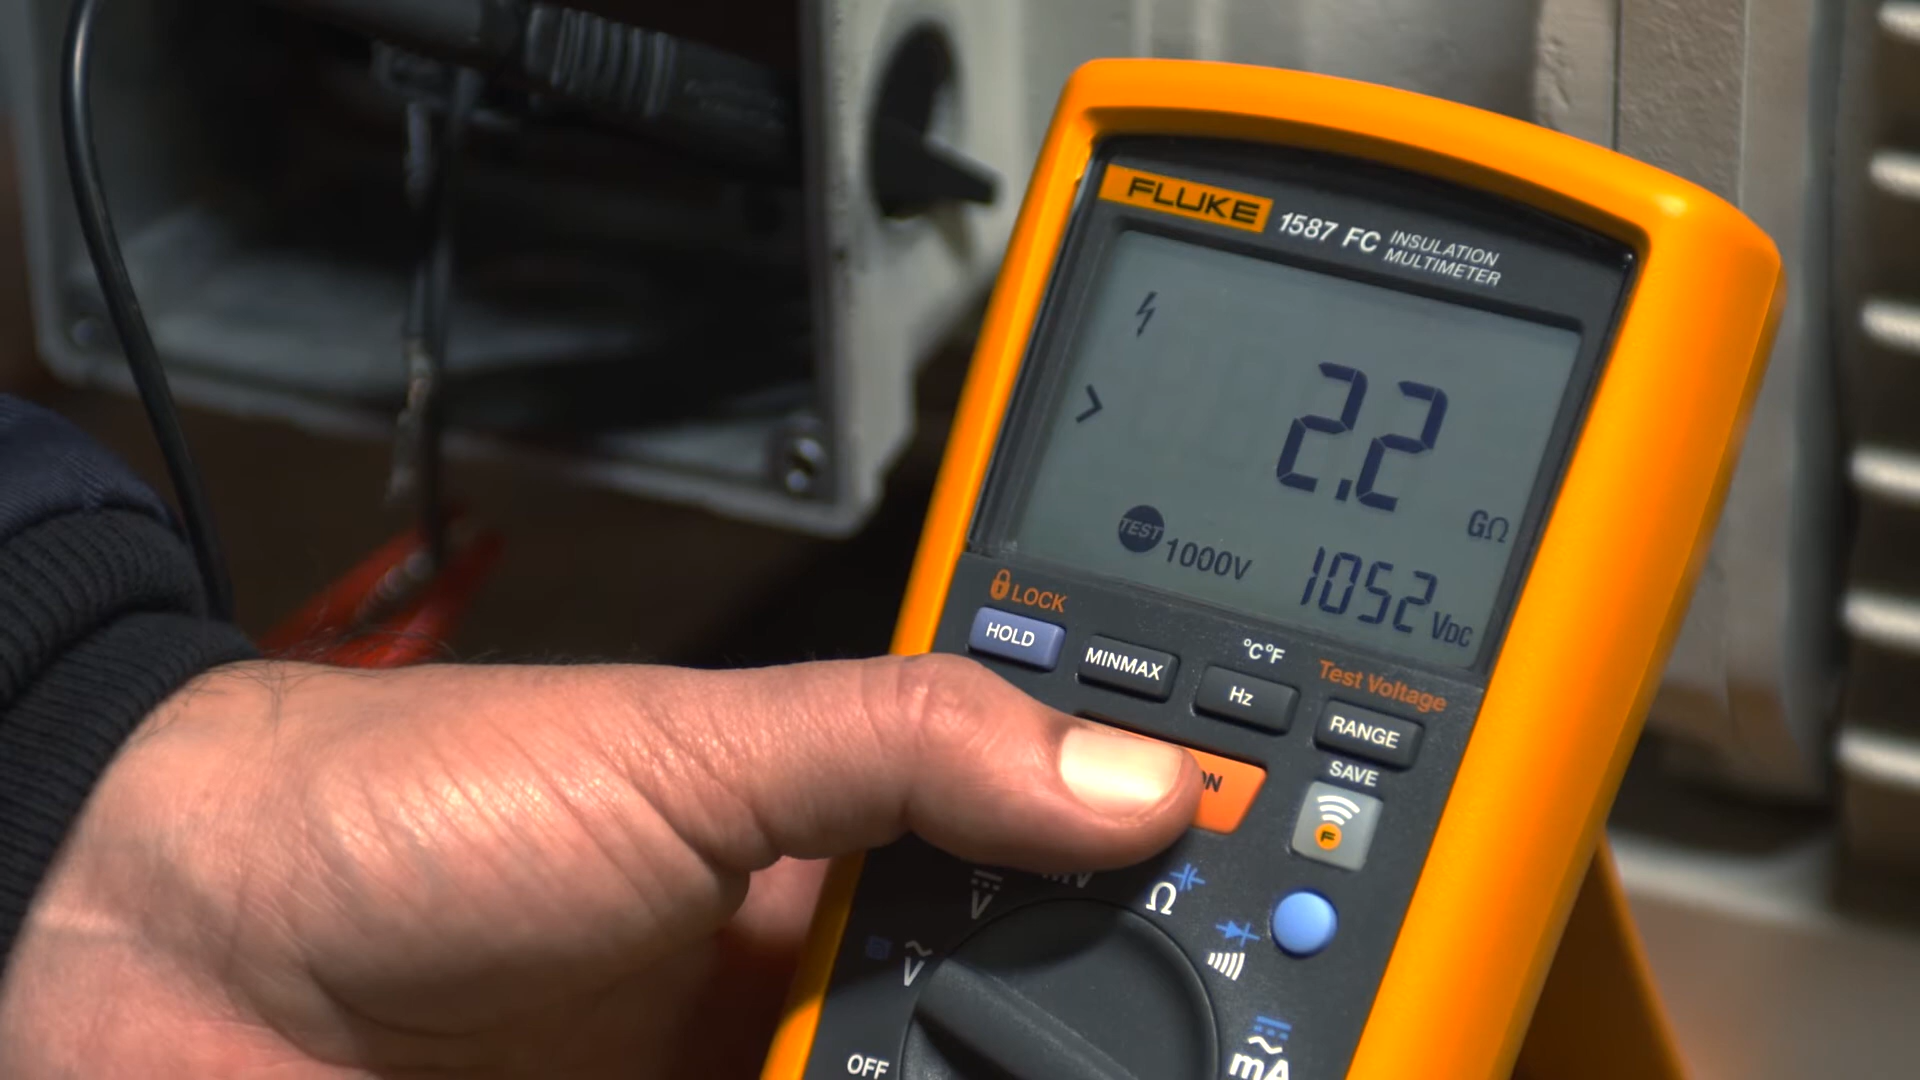 FLUKE 1587 FC INSULATION
MULTIMETER
> 2.2
GΩ
TEST 1000V 1052 VDC
LOCK
HOLD MINMAX °C°F Test Voltage
Hz RANGE
SAVE
F
V Ω
V
OFF mA